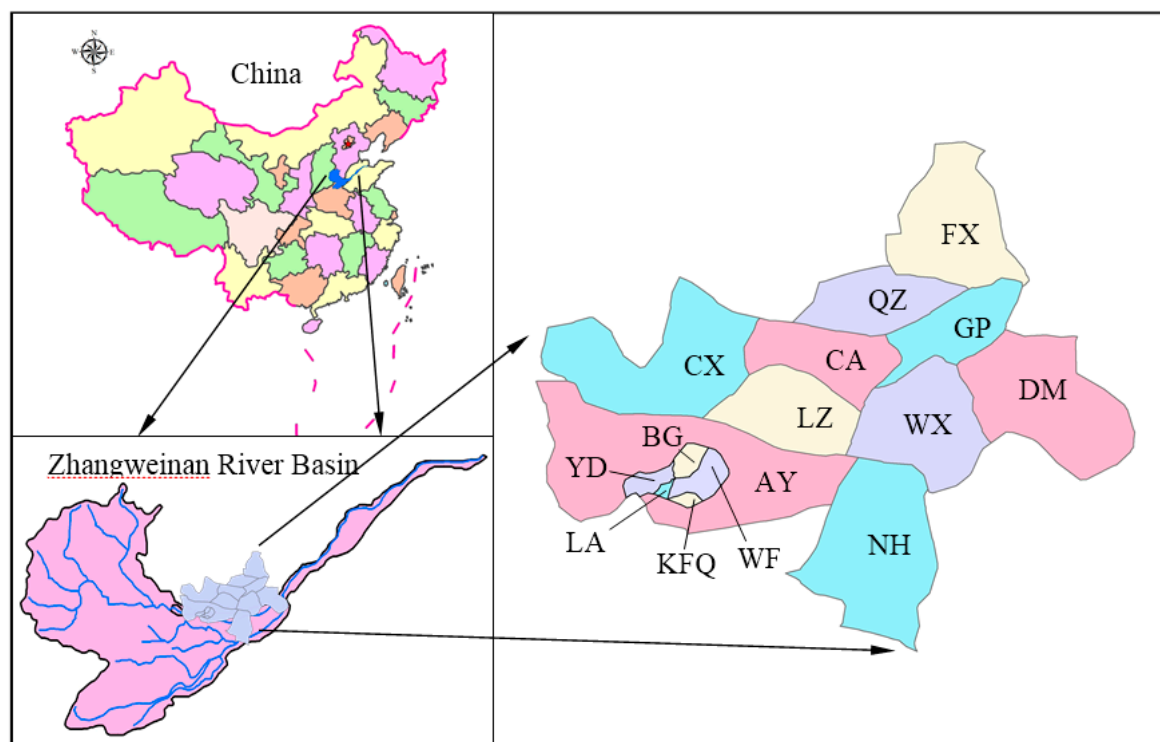 N
W
E
S
China
Zhangweinan River Basin
FX
QZ
GP
CX
CA
DM
LZ
WX
BG
YD
AY
LA
KFQ
WF
NH